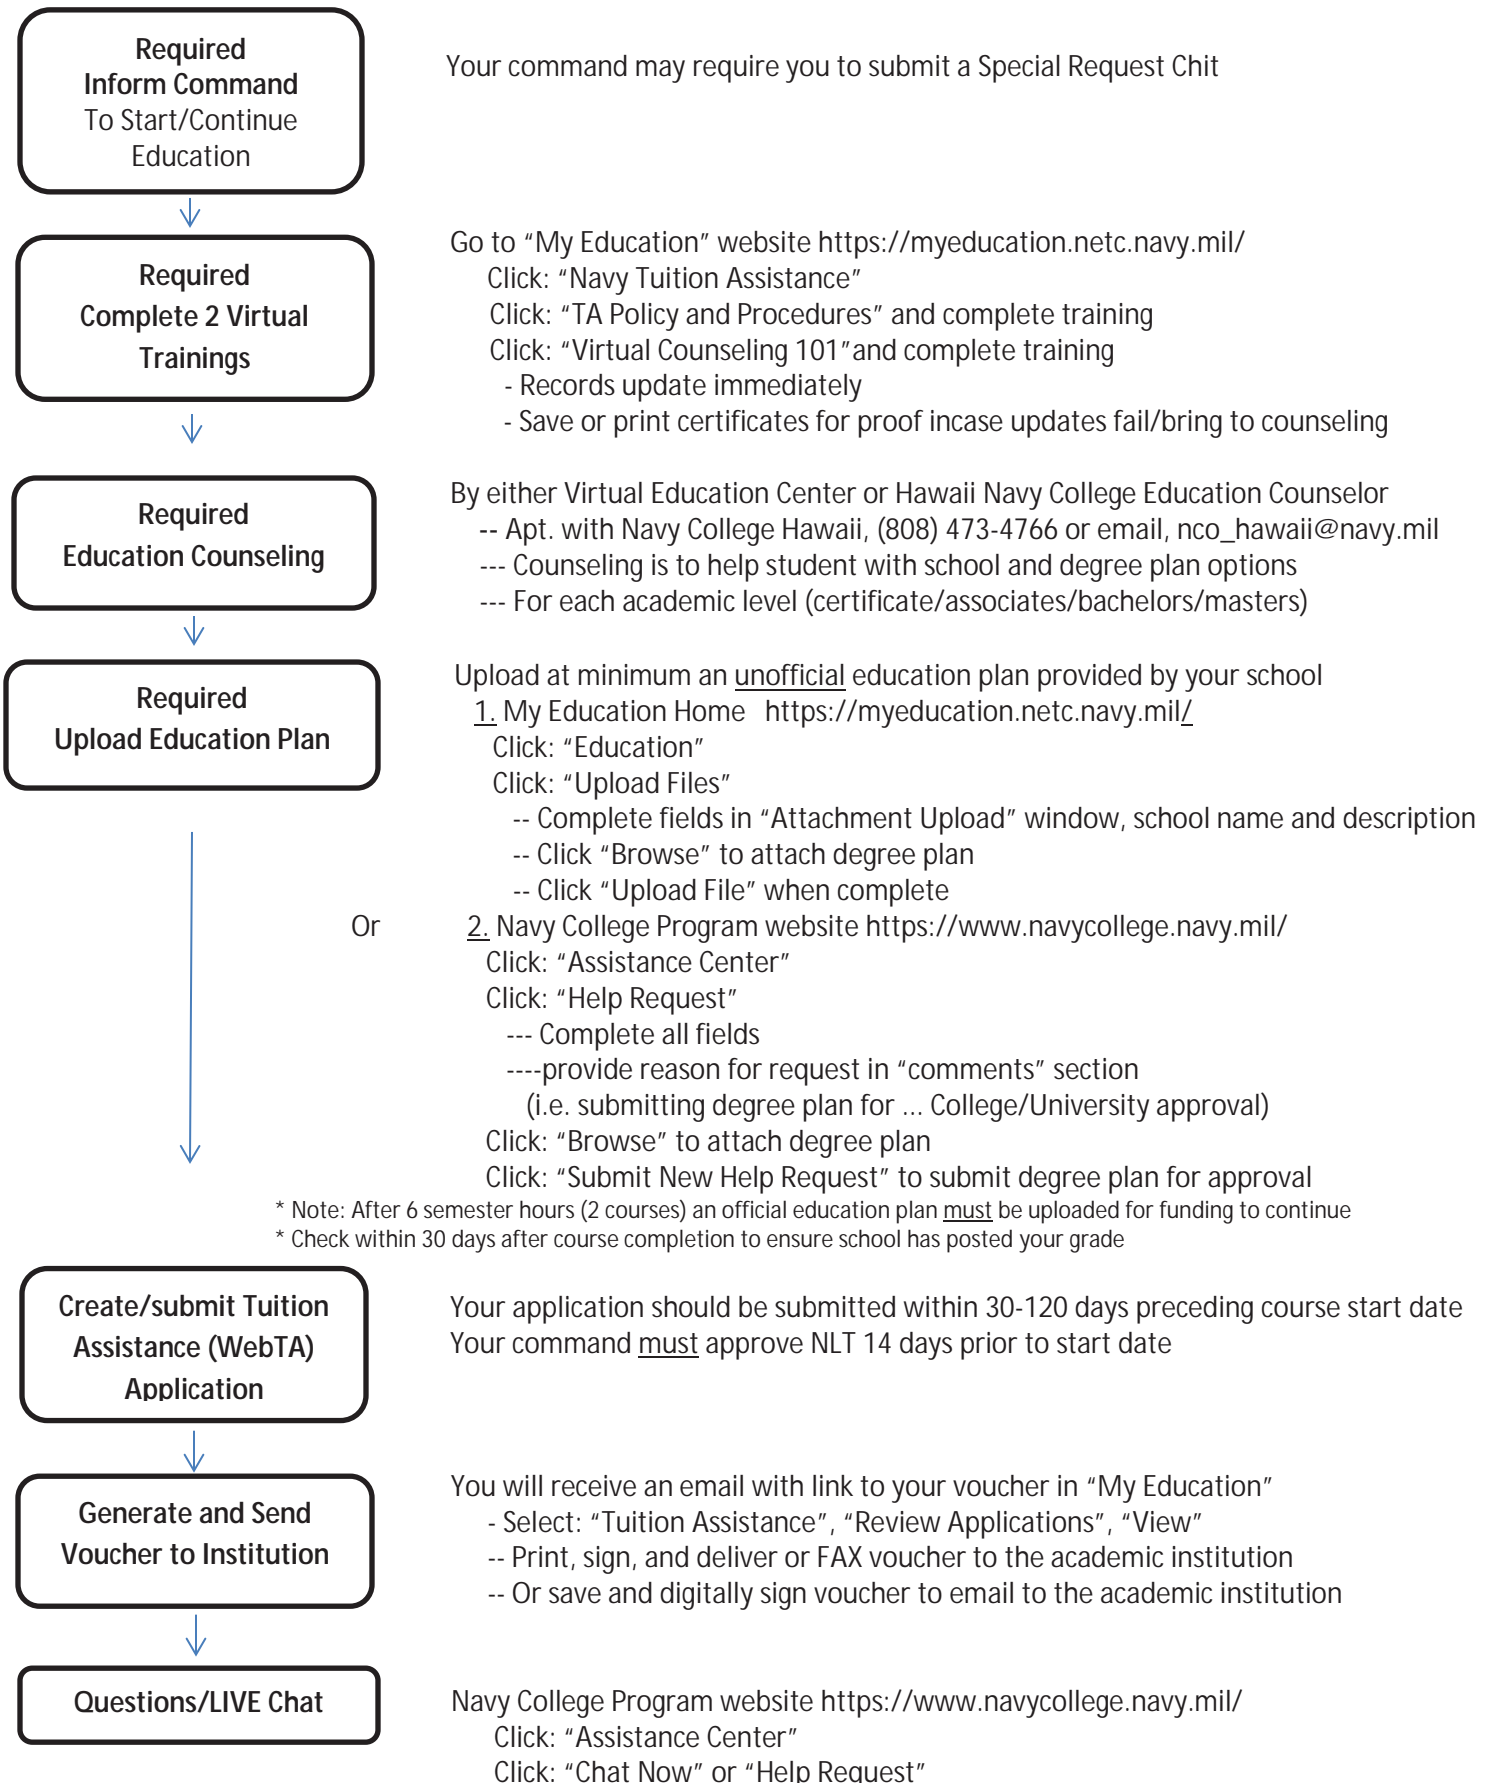 Required
Inform Command
To Start/Continue
Education
Your command may require you to submit a Special Request Chit
Required
Complete 2 Virtual
Trainings
Go to “My Education” website https://myeducation.netc.navy.mil/
Click: “Navy Tuition Assistance”
Click: “TA Policy and Procedures” and complete training
Click: “Virtual Counseling 101”and complete training
- Records update immediately
- Save or print certificates for proof incase updates fail/bring to counseling
Required
Education Counseling
By either Virtual Education Center or Hawaii Navy College Education Counselor
-- Apt. with Navy College Hawaii, (808) 473-4766 or email, nco_hawaii@navy.mil
--- Counseling is to help student with school and degree plan options
--- For each academic level (certificate/associates/bachelors/masters)
Required
Upload Education Plan
Upload at minimum an unofficial education plan provided by your school
1. My Education Home https://myeducation.netc.navy.mil/
Click: “Education”
Click: “Upload Files”
-- Complete fields in “Attachment Upload” window, school name and description
-- Click “Browse” to attach degree plan
-- Click “Upload File” when complete
Or
2. Navy College Program website https://www.navycollege.navy.mil/
Click: “Assistance Center”
Click: “Help Request”
--- Complete all fields
----provide reason for request in “comments” section
(i.e. submitting degree plan for ... College/University approval)
Click: “Browse” to attach degree plan
Click: “Submit New Help Request” to submit degree plan for approval
* Note: After 6 semester hours (2 courses) an official education plan must be uploaded for funding to continue
* Check within 30 days after course completion to ensure school has posted your grade
Create/submit Tuition
Assistance (WebTA)
Application
Your application should be submitted within 30-120 days preceding course start date
Your command must approve NLT 14 days prior to start date
Generate and Send
Voucher to Institution
You will receive an email with link to your voucher in “My Education”
- Select: “Tuition Assistance”, “Review Applications”, “View”
-- Print, sign, and deliver or FAX voucher to the academic institution
-- Or save and digitally sign voucher to email to the academic institution
Questions/LIVE Chat
Navy College Program website https://www.navycollege.navy.mil/
Click: “Assistance Center”
Click: “Chat Now” or “Help Request”